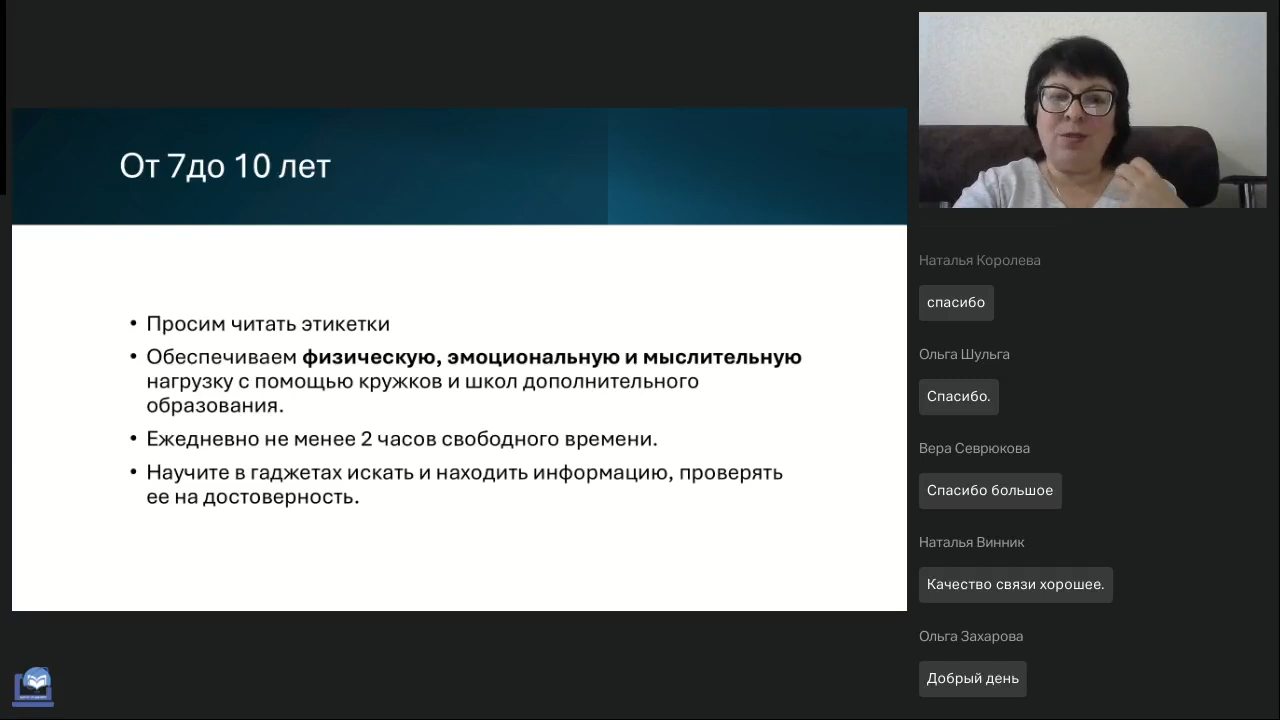 От 7до 10 лет
• Просим читать этикетки
• Обеспечиваем физическую, эмоциональную и мыслительную
нагрузку с помощью кружков и школ дополнительного
образования.
• Ежедневно не менее 2 часов свободного времени.
• Научите в гаджетах искать и находить информацию, проверять
ее на достоверность.
Наталья Королева
спасибо
Ольга Шульга
Спасибо.
Вера Севрюкова
Спасибо большое
Наталья Винник
Качество связи хорошее.
Ольга Захарова
Добрый день